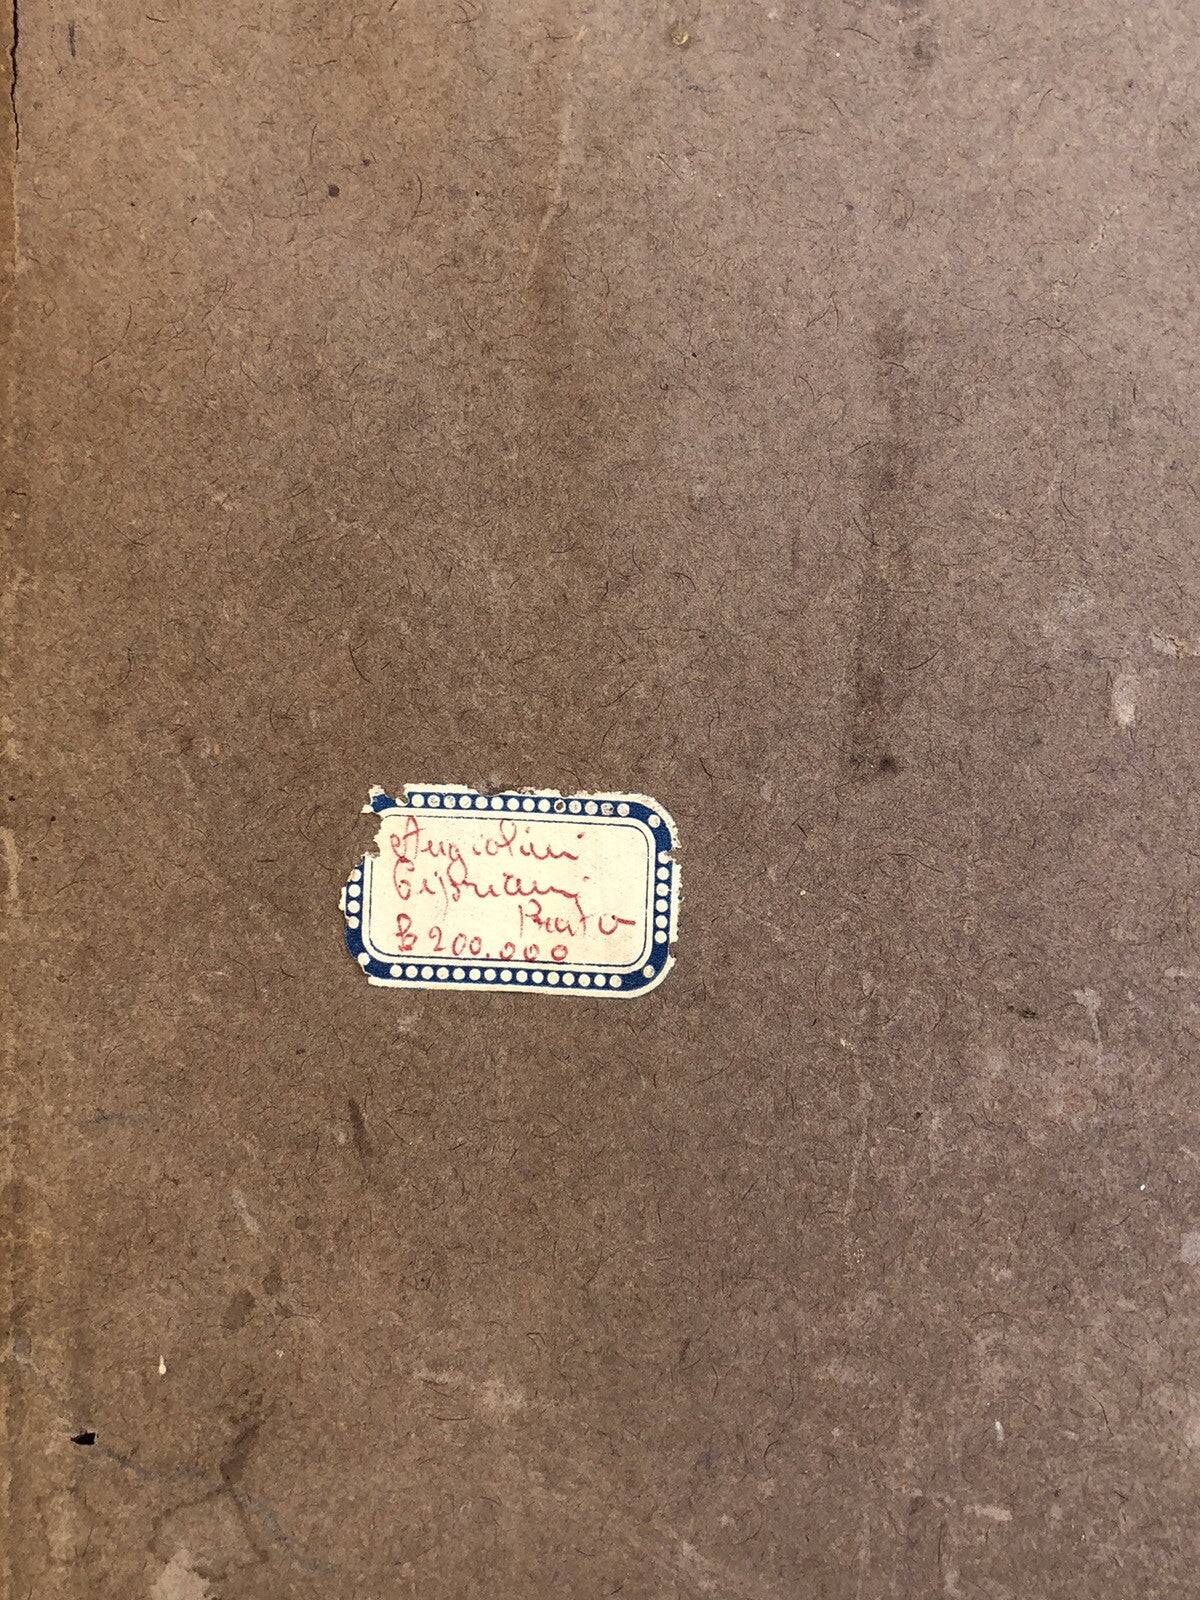 Angiolini
Cipriani
Prato
£ 200.000